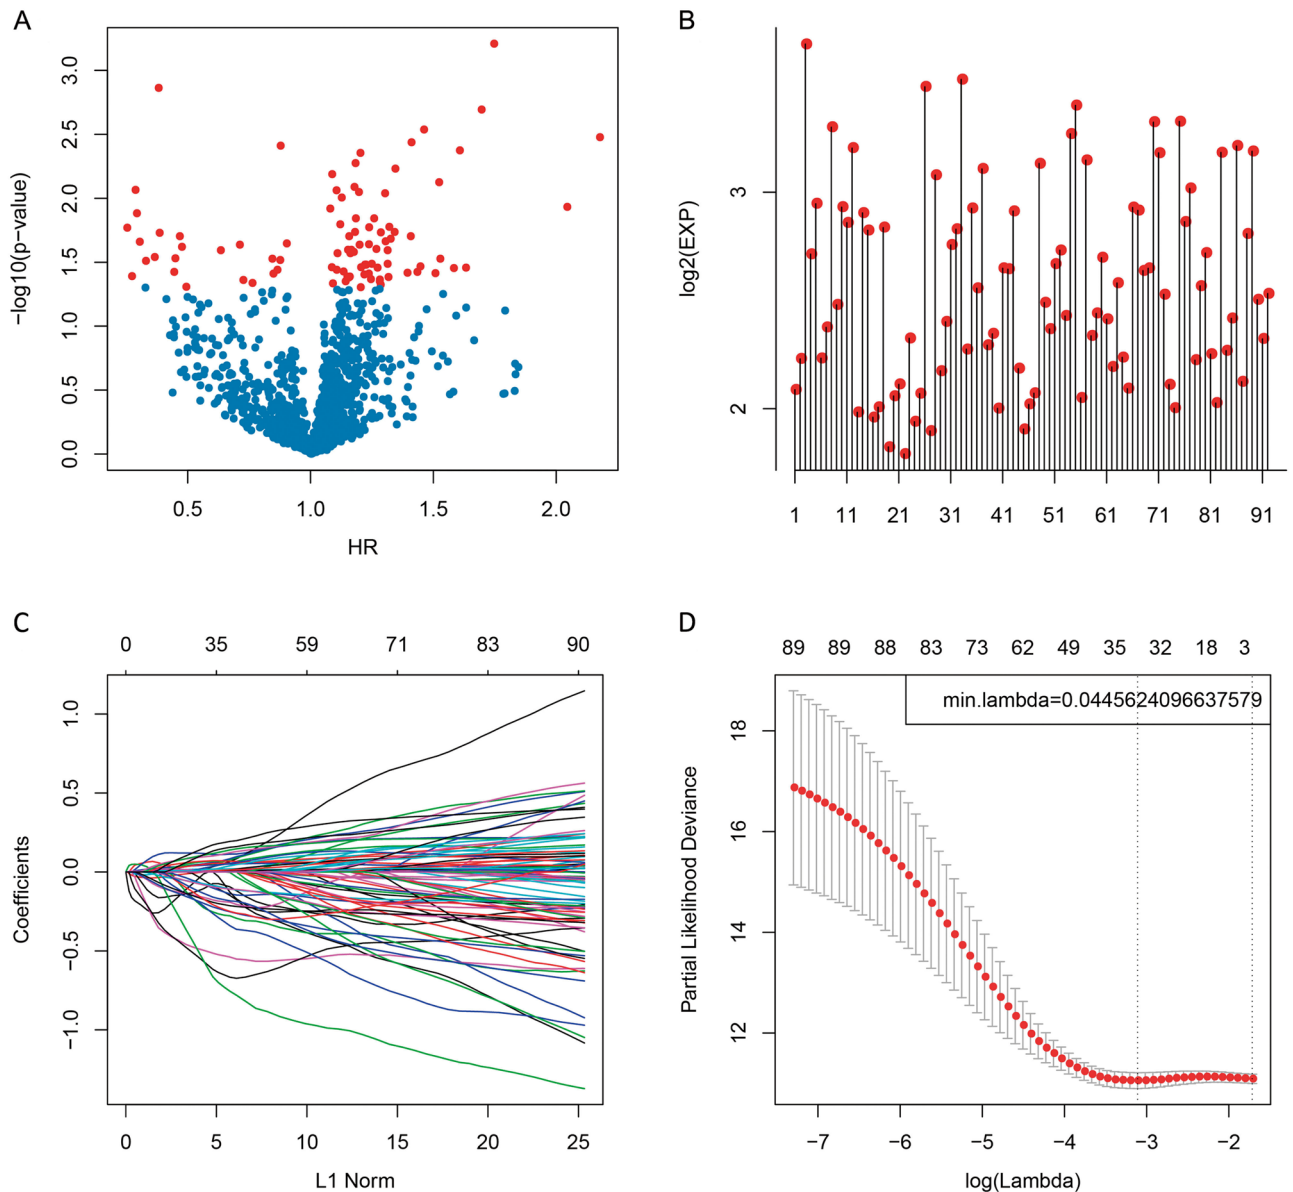 A
−log10(p−value)
3.0
2.5
2.0
1.5
1.0
0.5
0.0
0.5 1.0 1.5 2.0
HR
B
log2(EXP)
3
2
1 11 21 31 41 51 61 71 81 91
C
0 35 59 71 83 90
Coefficients
1.0
0.5
0.0
−0.5
−1.0
0 5 10 15 20 25
L1 Norm
D
89 89 88 83 73 62 49 35 32 18 3
min.lambda=0.0445624096637579
Partial Likelihood Deviance
18
16
14
12
−7 −6 −5 −4 −3 −2
log(Lambda)